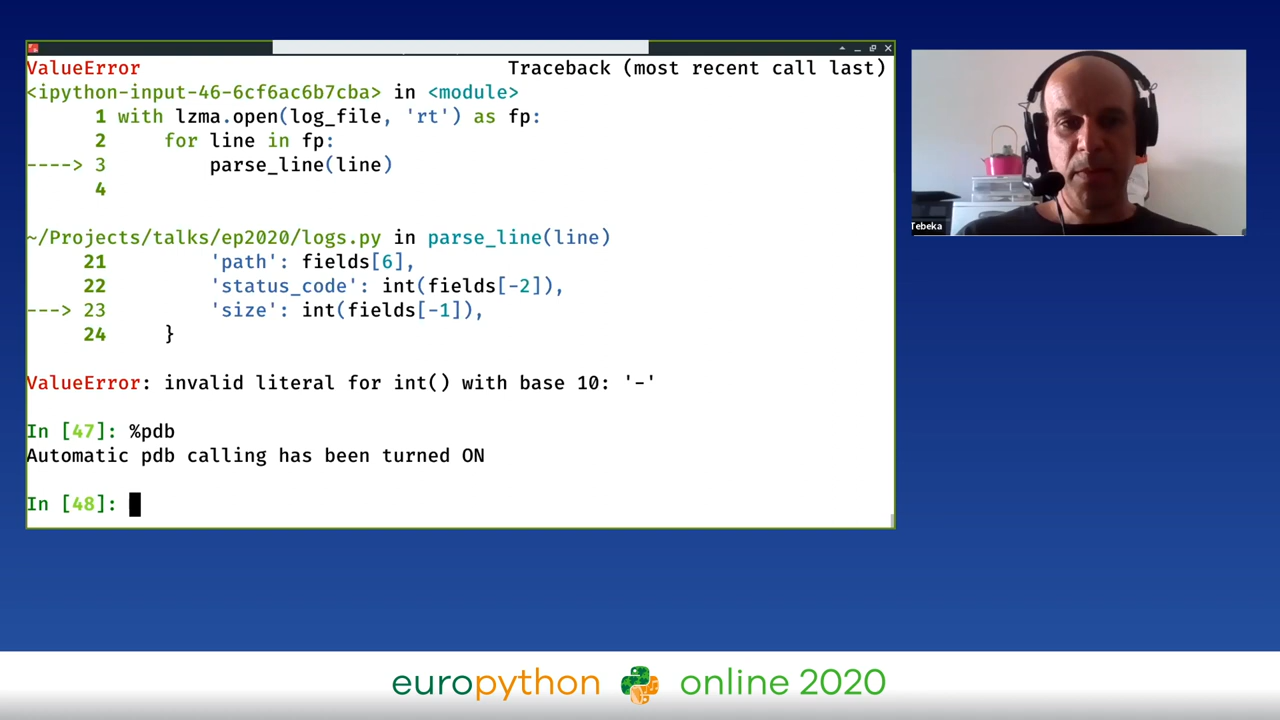 ValueError Traceback (most recent call last)
<ipython-input-46-6cf6ac6b7cba> in <module>
1 with lzma.open(log_file, 'rt') as fp:
2 for line in fp:
----> 3 parse_line(line)
4
~/Projects/talks/ep2020/logs.py in parse_line(line)
21 'path': fields[6],
22 'status_code': int(fields[-2]),
---> 23 'size': int(fields[-1]),
24 }
ValueError: invalid literal for int() with base 10: '-'
In [47]: %pdb
Automatic pdb calling has been turned ON
In [48]:
Tebeka
europython online 2020